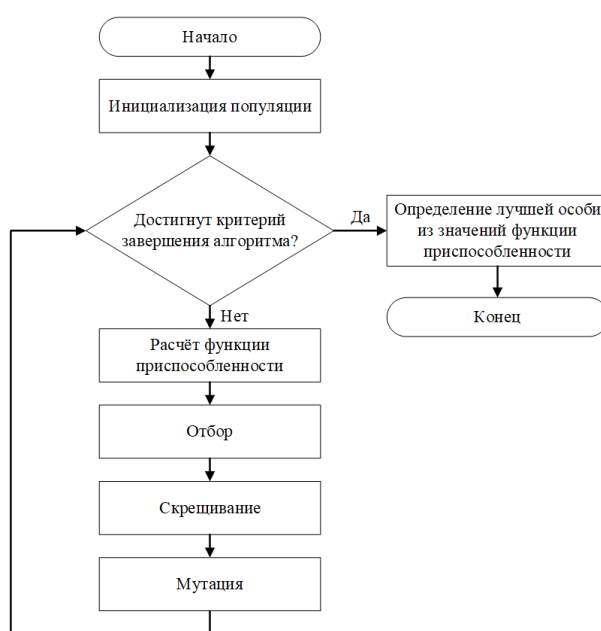 Начало
Инициализация популяции
Достигнут критерий
завершения алгоритма?
Да
Определение лучшей особи
из значений функции
приспособленности
Конец
Нет
Расчёт функции
приспособленности
Отбор
Скрещивание
Мутация